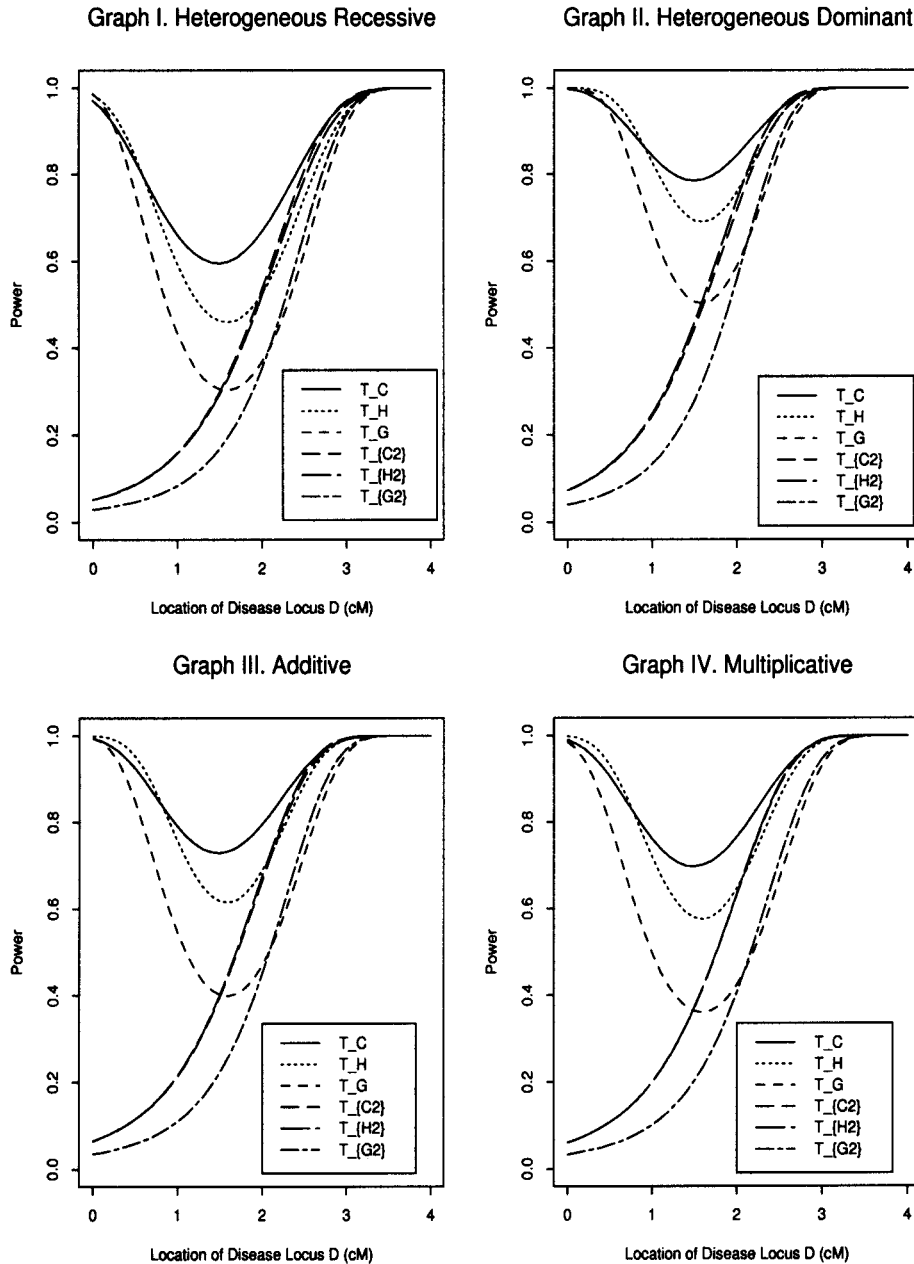 Graph I. Heterogeneous Recessive
Power
1.0
0.8
0.6
0.4
0.2
0.0
T_C
T_H
T_G
T_{C2}
T_{H2}
T_{G2}
0 1 2 3 4
Location of Disease Locus D (cM)
Graph II. Heterogeneous Dominant
Power
1.0
0.8
0.6
0.4
0.2
0.0
T_C
T_H
T_G
T_{C2}
T_{H2}
T_{G2}
0 1 2 3 4
Location of Disease Locus D (cM)
Graph III. Additive
Power
1.0
0.8
0.6
0.4
0.2
0.0
T_C
T_H
T_G
T_{C2}
T_{H2}
T_{G2}
0 1 2 3 4
Location of Disease Locus D (cM)
Graph IV. Multiplicative
Power
1.0
0.8
0.6
0.4
0.2
0.0
T_C
T_H
T_G
T_{C2}
T_{H2}
T_{G2}
0 1 2 3 4
Location of Disease Locus D (cM)